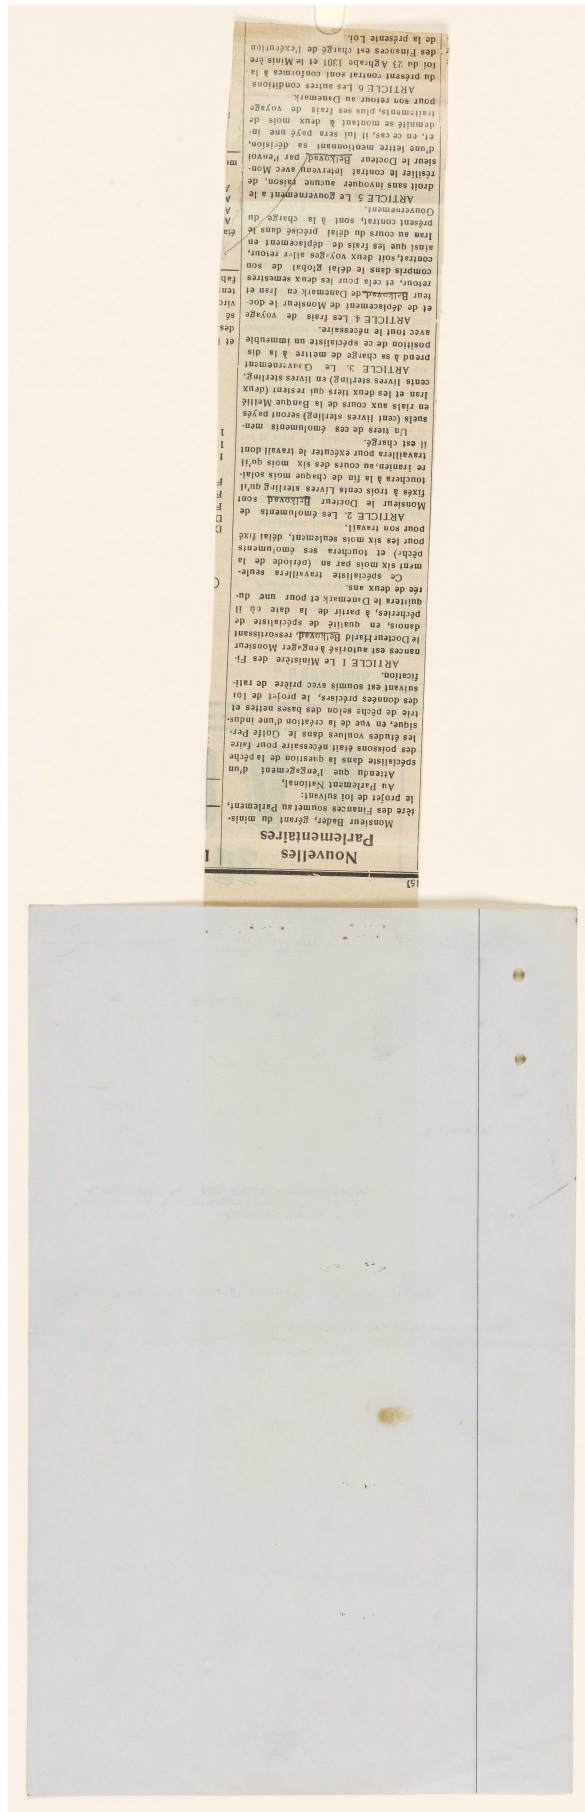 15]
Nouvelles
Parlementaires
Monsieur Bader, gérant du minis-
tère des Finances soumet au Parlement,
le projet de loi suivant:
Au Parlement National,
Attendu que l'engagement d'un
spécialiste dans la question de la pêche
des poissons était nécessaire pour faire
les études voulues dans le Golfe Per-
sique, en vue de la création d'une indus-
trie de pêche selon des bases nettes et
des données précises, le projet de loi
suivant est soumis avec prière de rati-
fication.
ARTICLE 1 Le Ministère des Fi-
nances est autorisé à engager Monsieur
le Docteur Harld Belkovad, ressortissant
danois, en qualité de spécialiste de
pêcheries, à partir de la date où il
quittera le Danemark et pour une du-
rée de deux ans.
Ce spécialiste travaillera seule-
ment six mois par an (période de la
pêche) et touchera ses émoluments
pour les six mois seulement, délai fixé
pour son travail.
ARTICLE 2. Les émoluments de
Monsieur le Docteur Belkovad sont
fixés à trois cents Livres sterling qu'il
touchera à la fin de chaque mois solai-
re iranien, au cours des six mois qu'il
travaillera pour exécuter le travail dont
il est chargé.
Un tiers de ces émoluments men-
suels (cent livres sterling) seront payés
en rials aux cours de la Banque Mellié
Iran et les deux tiers qui restent (deux
cents livres sterling) en livres sterling.
ARTICLE 3. Le Gouvernement
prend à sa charge de mettre à la dis
position de ce spécialiste un immeuble
avec tout le nécessaire.
ARTICLE 4. Les frais de voyage
et de déplacement de Monsieur le doc-
teur Belkovad, de Danemark en Iran et
retour, et cela pour les deux semestres
compris dans le délai global de son
contrat, soit deux voyages aller retour,
ainsi que les frais de déplacement en
Iran au cours du délai précisé dans le
présent contrat, sont à la charge du
Gouvernement.
ARTICLE 5. Le gouvernement a le
droit sans invoquer aucune raison, de
résilier le contrat intervenu avec Mon-
sieur le Docteur Belkovad par l'envoi
d'une lettre mentionnant sa décision,
et, en ce cas, il lui sera payé une in-
demnité se montant à deux mois de
traitements, plus ses frais de voyage
pour son retour au Danemark.
ARTICLE 6. Les autres conditions
du présent contrat sont conformes à la
loi du 23 Aghrabe 1301 et le Minis ère
des Finances est chargé de l'exécution
de la présente Loi.